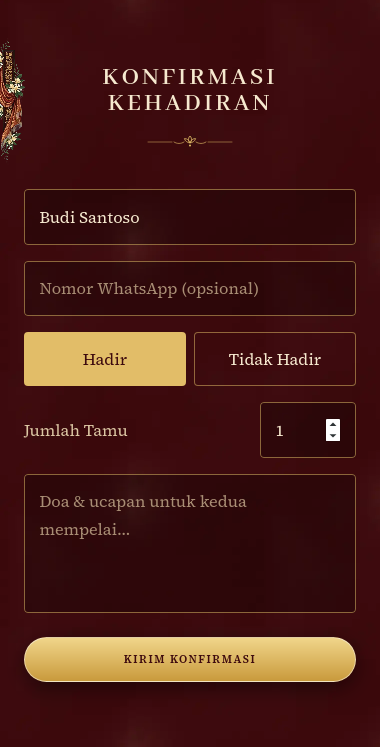 KONFIRMASI
KEHADIRAN
Budi Santoso
Nomor WhatsApp (opsional)
Hadir
Tidak Hadir
Jumlah Tamu
1
Doa & ucapan untuk kedua
mempelai...
KIRIM KONFIRMASI